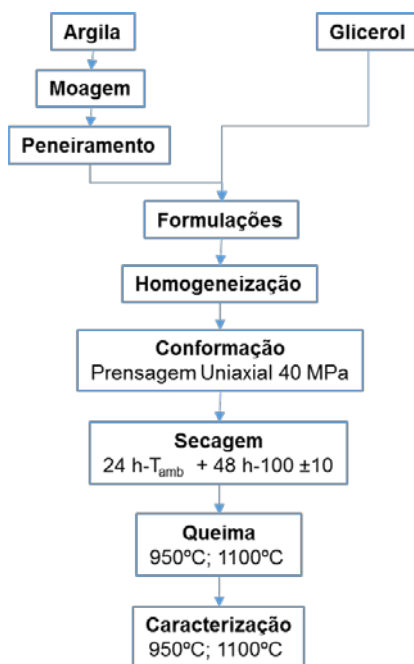 Argila
Glicerol
Moagem
Peneiramento
Formulações
Homogeneização
Conformação
Prensagem Uniaxial 40 MPa
Secagem
24 h-Tamb + 48 h-100 ±10
Queima
950ºC; 1100ºC
Caracterização
950ºC; 1100ºC